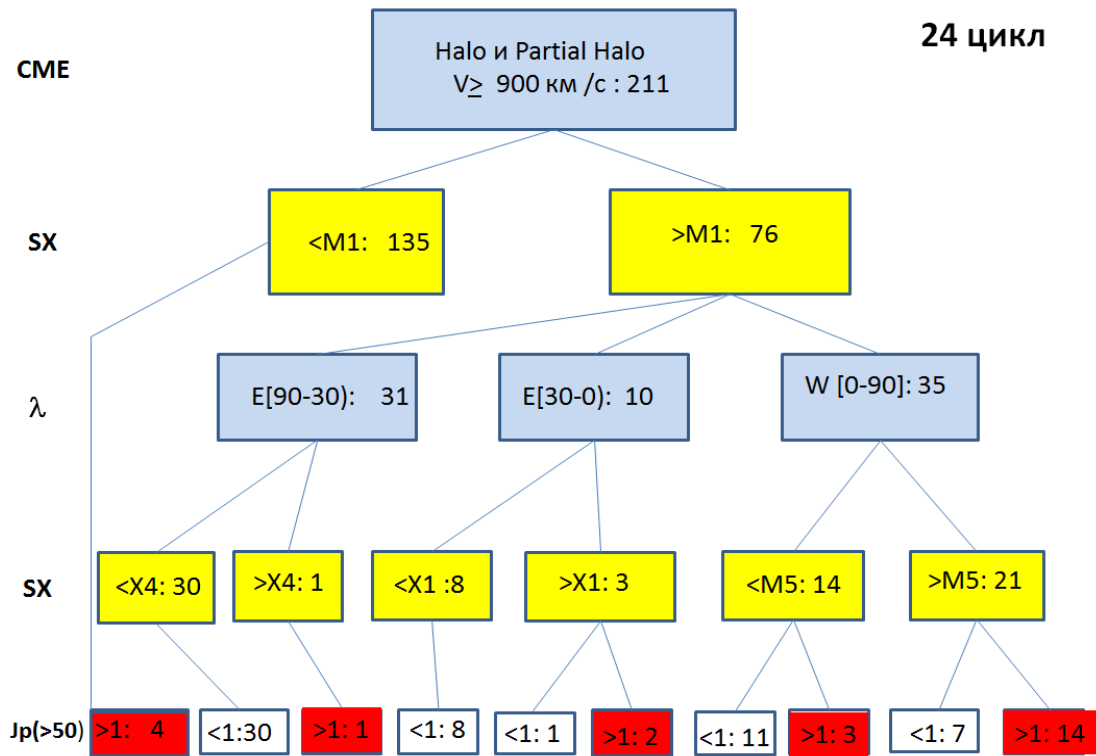 24 цикл
CME
Halo и Partial Halo
V≥ 900 км /с : 211
SX
<M1: 135
>M1: 76
λ
E[90-30): 31
E[30-0): 10
W [0-90]: 35
SX
<X4: 30
>X4: 1
<X1 :8
>X1: 3
<M5: 14
>M5: 21
Jp(>50)
>1: 4
<1:30
>1: 1
<1: 8
<1: 1
>1: 2
<1: 11
>1: 3
<1: 7
>1: 14